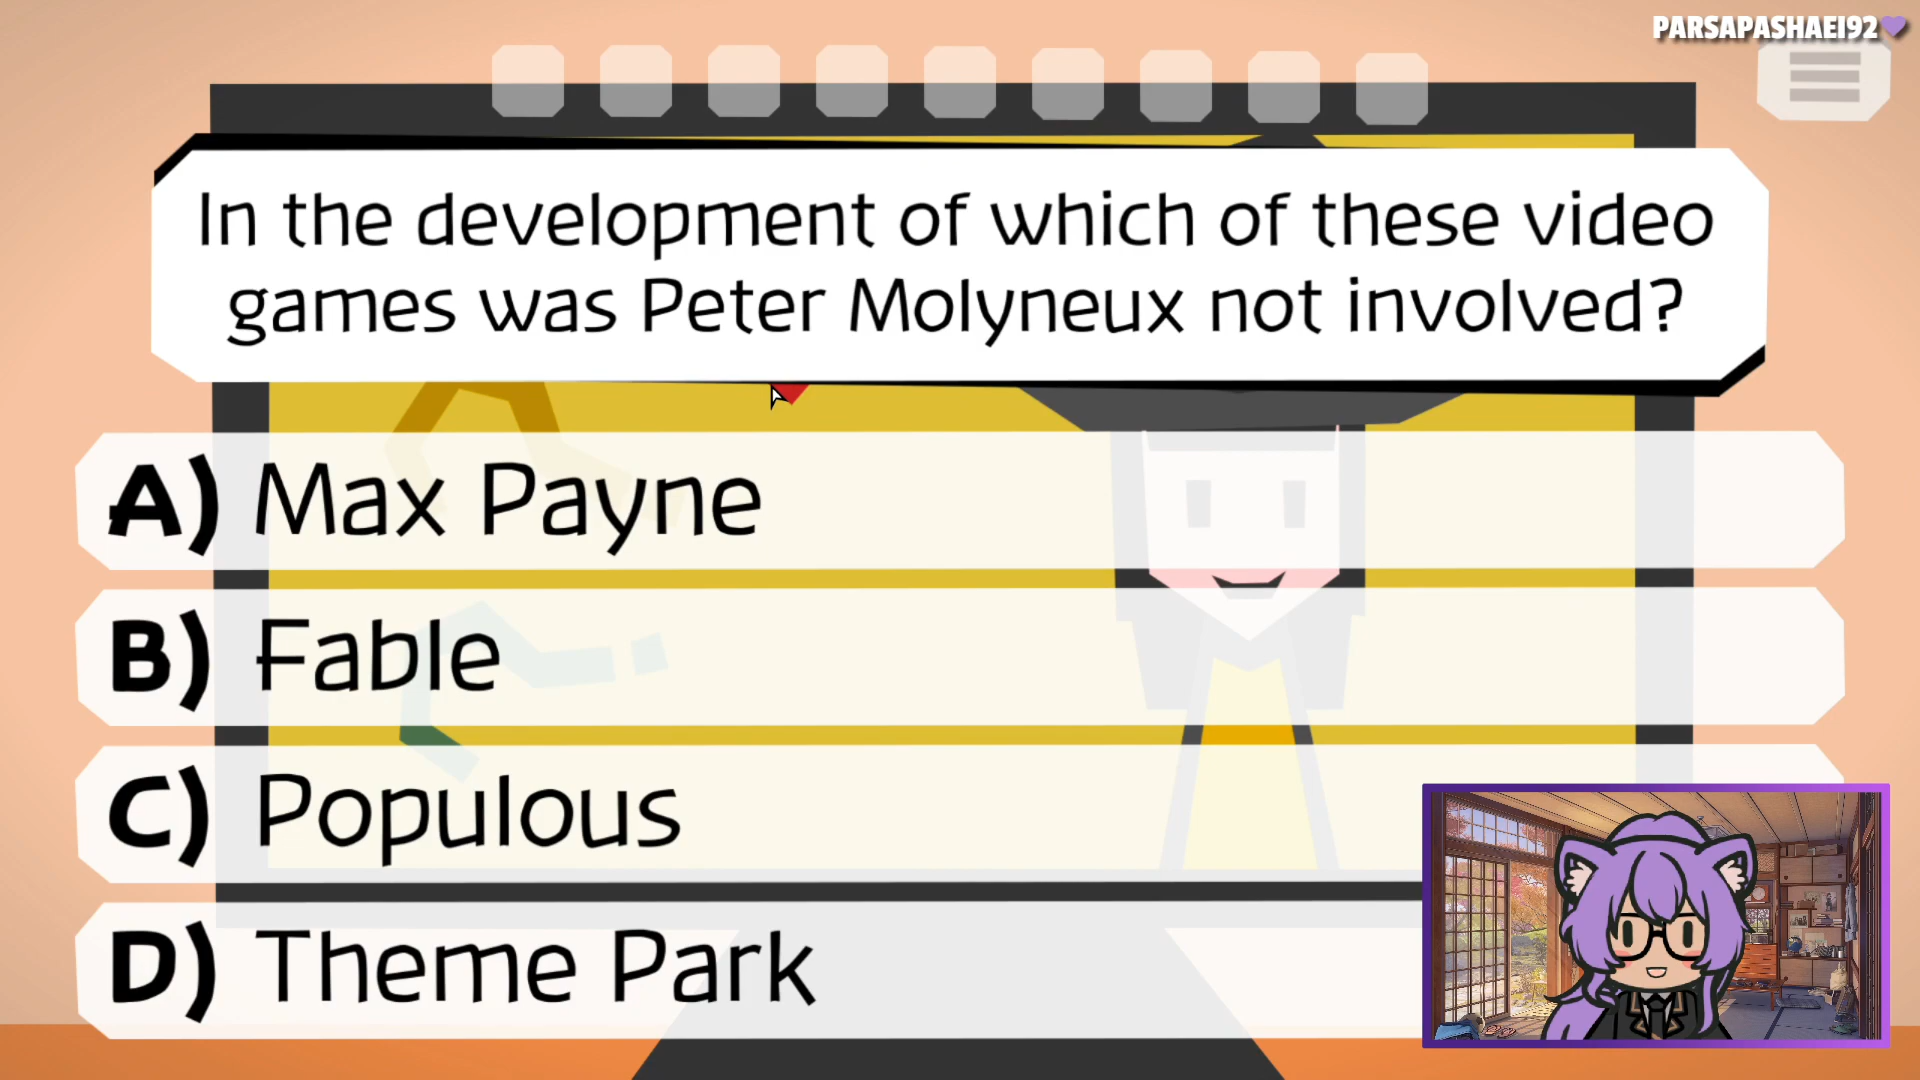 PARSAPASHAEI92
In the development of which of these video
games was Peter Molyneux not involved?
A) Max Payne
B) Fable
C) Populous
D) Theme Park